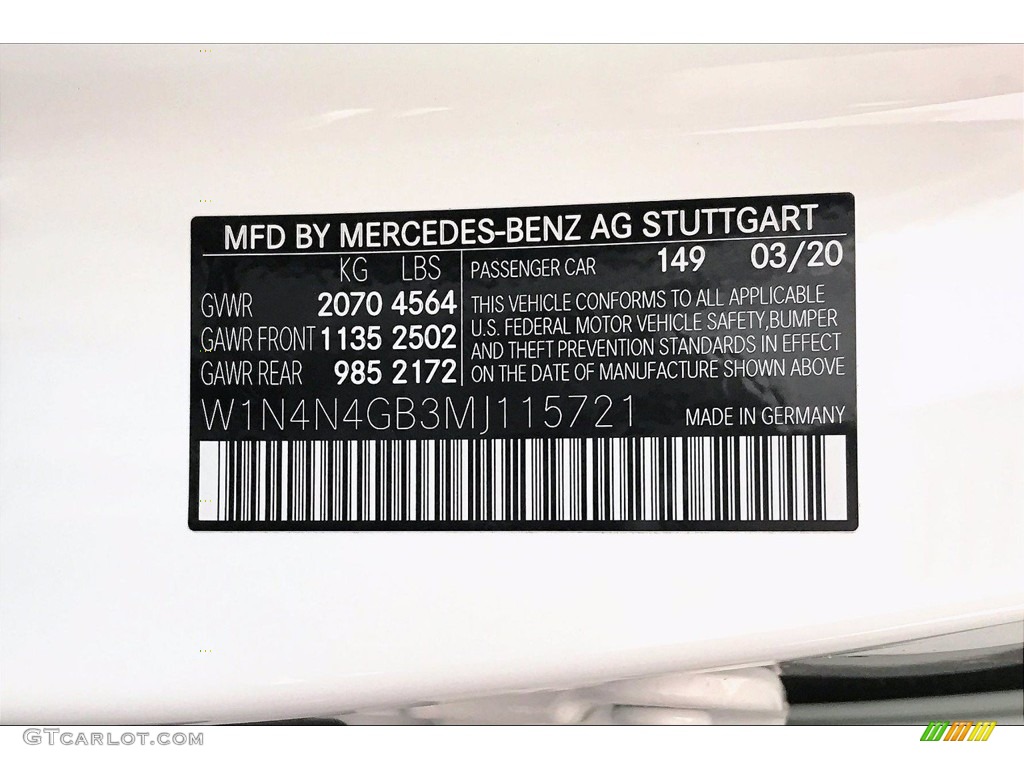 MFD BY MERCEDES-BENZ AG STUTTGART
KG LBS PASSENGER CAR 149 03/20
GVWR 2070 4564
GAWR FRONT 1135 2502
GAWR REAR 985 2172
THIS VEHICLE CONFORMS TO ALL APPLICABLE
U.S. FEDERAL MOTOR VEHICLE SAFETY,BUMPER
AND THEFT PREVENTION STANDARDS IN EFFECT
ON THE DATE OF MANUFACTURE SHOWN ABOVE
W1N4N4GB3MJ115721 MADE IN GERMANY
GTCARLOT.COM